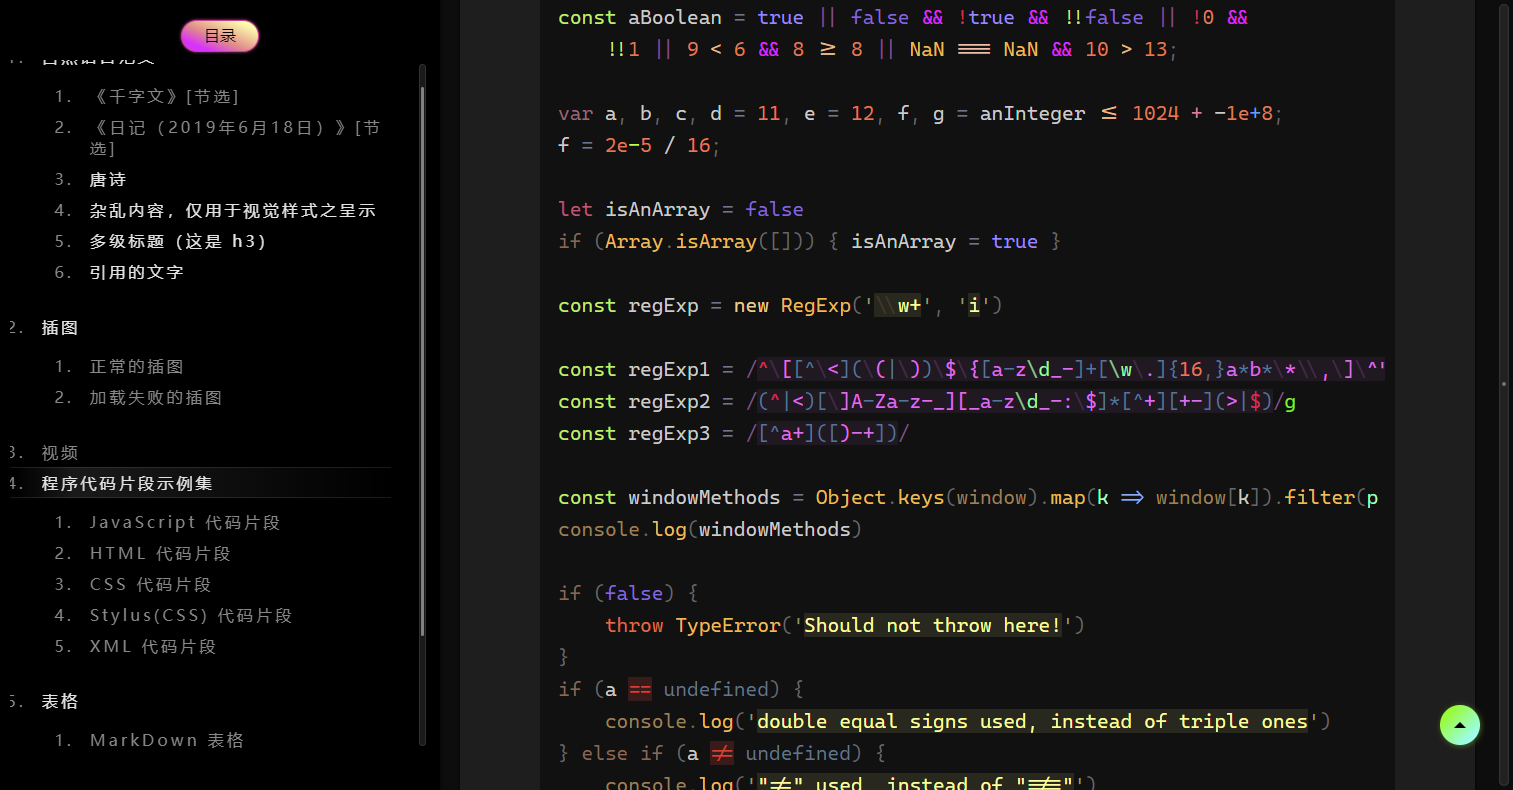 目录
1. 自然语言范文
1. 《千字文》[节选]
2. 《日记（2019年6月18日）》[节
选]
3. 唐诗
4. 杂乱内容，仅用于视觉样式之呈示
5. 多级标题（这是 h3）
6. 引用的文字
2. 插图
1. 正常的插图
2. 加载失败的插图
3. 视频
4. 程序代码片段示例集
1. JavaScript 代码片段
2. HTML 代码片段
3. CSS 代码片段
4. Stylus(CSS) 代码片段
5. XML 代码片段
5. 表格
1. MarkDown 表格
const aBoolean = true || false && !true && !!false || !0 &&
!!1 || 9 < 6 && 8 >= 8 || NaN === NaN && 10 > 13;
var a, b, c, d = 11, e = 12, f, g = anInteger <= 1024 + -1e+8;
f = 2e-5 / 16;
let isAnArray = false
if (Array.isArray([])) { isAnArray = true }
const regExp = new RegExp('\\w+', 'i')
const regExp1 = /^\[[^\<](\(|\))\$\{[a-z\d_-]+[\w\.]{16,}a*b*\*\\,\]\^'
const regExp2 = /(^|<)[\]A-Za-z-_][_a-z\d_-:\$]*[^+][+-](>|$)/g
const regExp3 = /[^a+]([)-+])/
const windowMethods = Object.keys(window).map(k => window[k]).filter(p
console.log(windowMethods)
if (false) {
throw TypeError('Should not throw here!')
}
if (a == undefined) {
console.log('double equal signs used, instead of triple ones')
} else if (a != undefined) {
console.log('"!=" used, instead of "!=="')